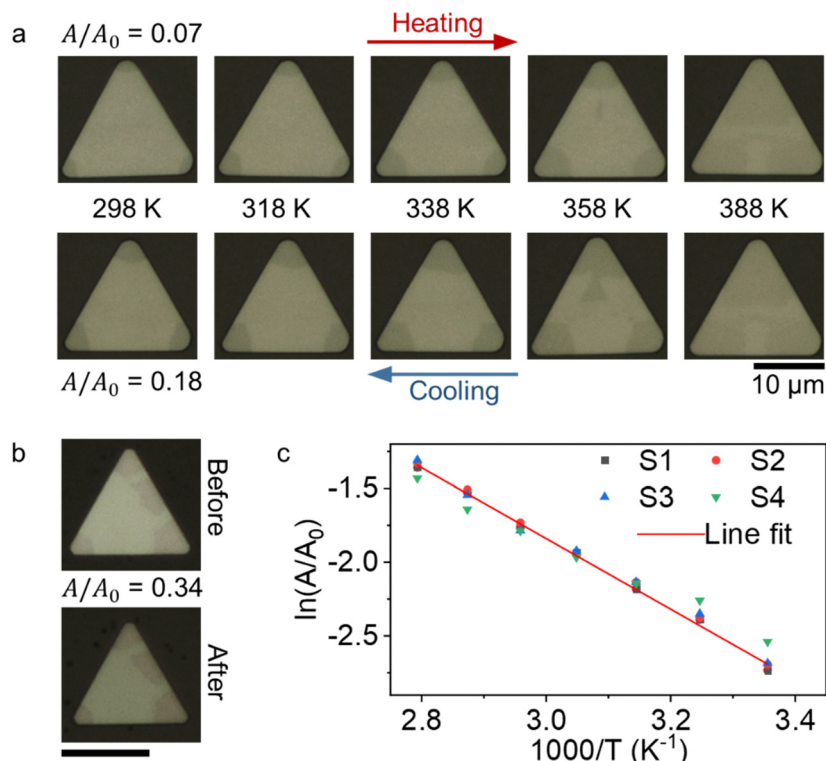 a
A/A₀ = 0.07
Heating
298 K
318 K
338 K
358 K
388 K
A/A₀ = 0.18
Cooling
10 μm
b
Before
A/A₀ = 0.34
After
c
S1
S2
S3
S4
Line fit
ln(A/A₀)
-1.5
-2.0
-2.5
2.8
3.0
3.2
3.4
1000/T (K⁻¹)